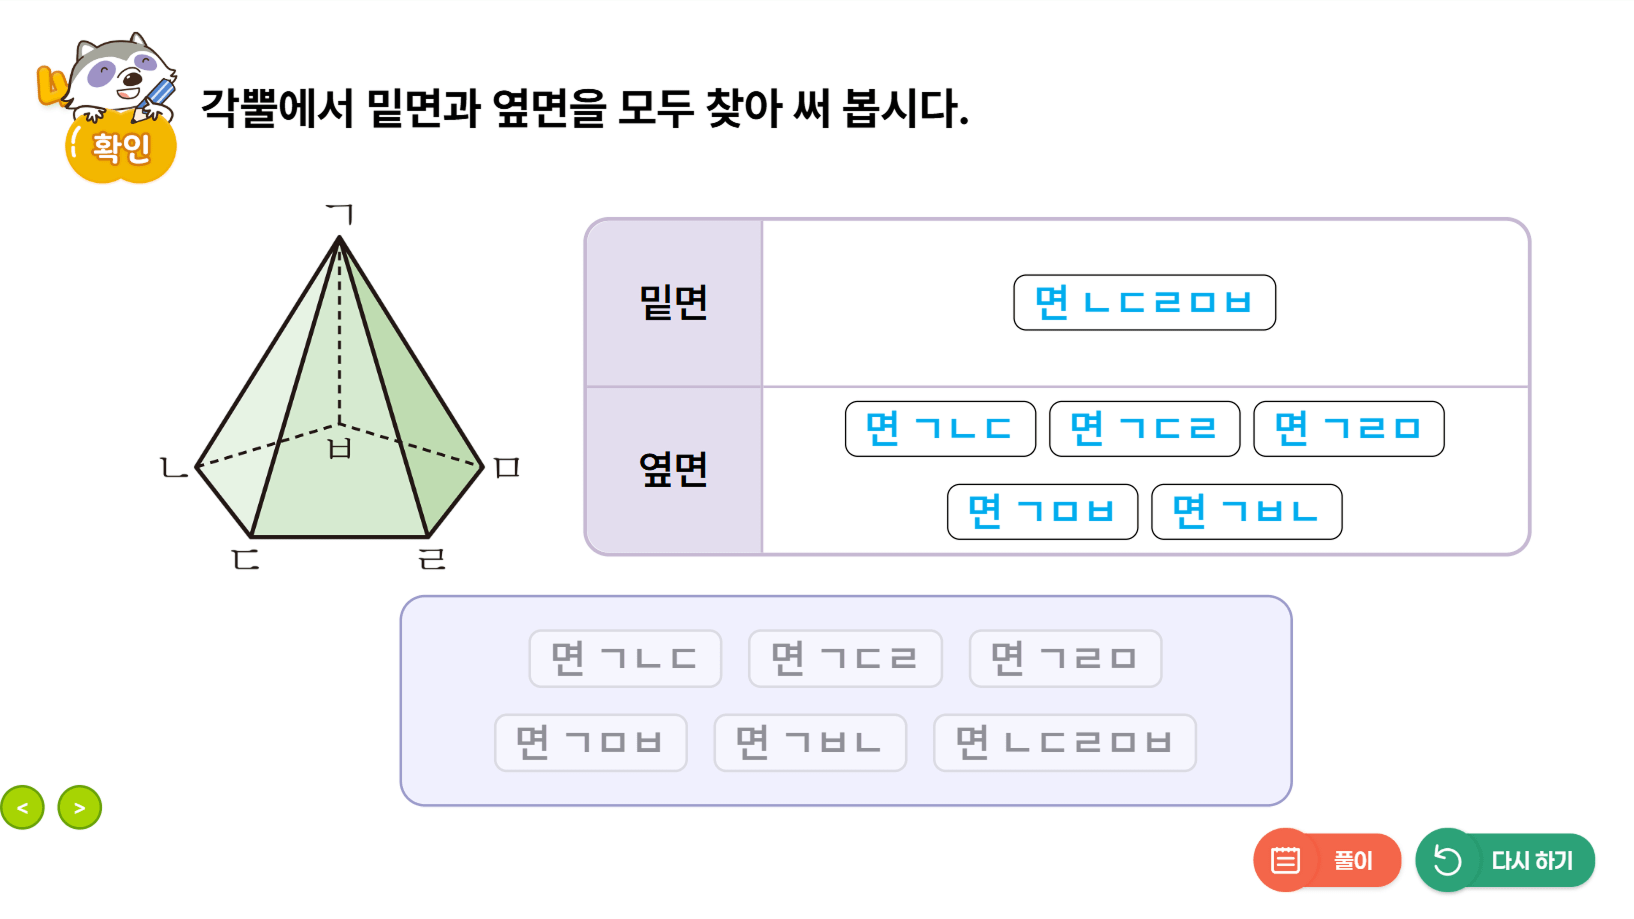 확인
각뿔에서 밑면과 옆면을 모두 찾아 써 봅시다.
ㄱ
ㄴ
ㅂ
ㅁ
ㄷ
ㄹ
밑면
면 ㄴㄷㄹㅁㅂ
옆면
면 ㄱㄴㄷ 면 ㄱㄷㄹ 면 ㄱㄹㅁ
면 ㄱㅁㅂ 면 ㄱㅂㄴ
면 ㄱㄴㄷ 면 ㄱㄷㄹ 면 ㄱㄹㅁ
면 ㄱㅁㅂ 면 ㄱㅂㄴ 면 ㄴㄷㄹㅁㅂ
< >
풀이 다시 하기